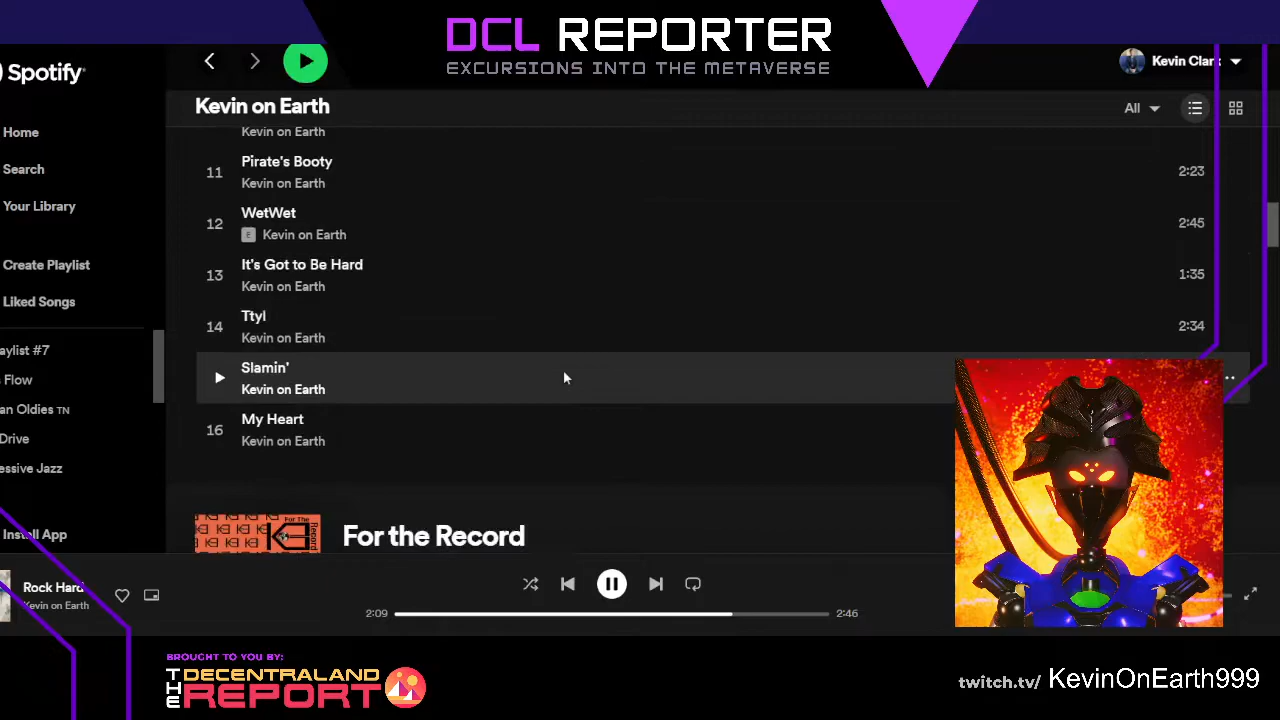 DCL REPORTER
EXCURSIONS INTO THE METAVERSE
Spotify
Kevin Clark
Kevin on Earth
All
Home
Search
Your Library
Create Playlist
Liked Songs
aylist #7
s Flow
an Oldies TN
Drive
essive Jazz
Install App
Kevin on Earth
11 Pirate's Booty 2:23
Kevin on Earth
12 WetWet 2:45
E Kevin on Earth
13 It's Got to Be Hard 1:35
Kevin on Earth
14 Ttyl 2:34
Kevin on Earth
Slamin'
Kevin on Earth
16 My Heart
Kevin on Earth
For The Record
For the Record
Rock Hard
Kevin on Earth
2:09 2:46
BROUGHT TO YOU BY:
THE DECENTRALAND REPORT
twitch.tv/ KevinOnEarth999